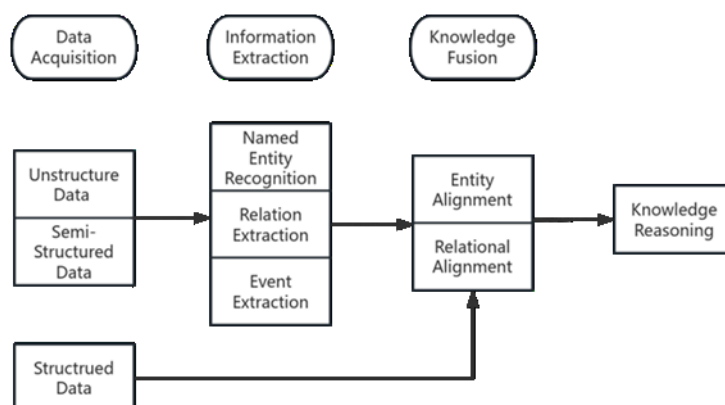 Data
Acquisition
Information
Extraction
Knowledge
Fusion
Unstructure
Data
Semi-
Structured
Data
Named
Entity
Recognition
Relation
Extraction
Event
Extraction
Entity
Alignment
Relational
Alignment
Knowledge
Reasoning
Structrued
Data